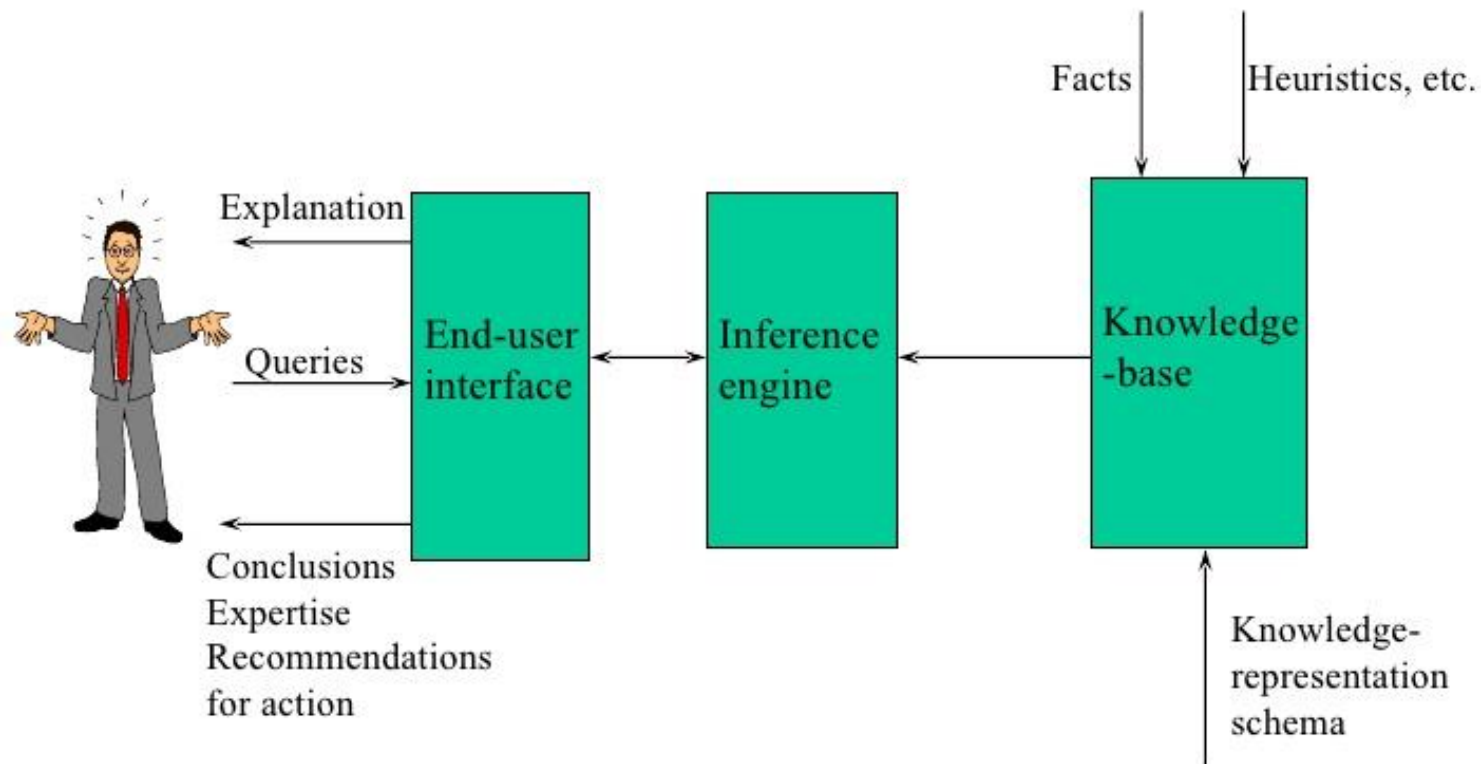 Facts
Heuristics, etc.
Explanation
Queries
End-user
interface
Inference
engine
Knowledge
-base
Conclusions
Expertise
Recommendations
for action
Knowledge-
representation
schema